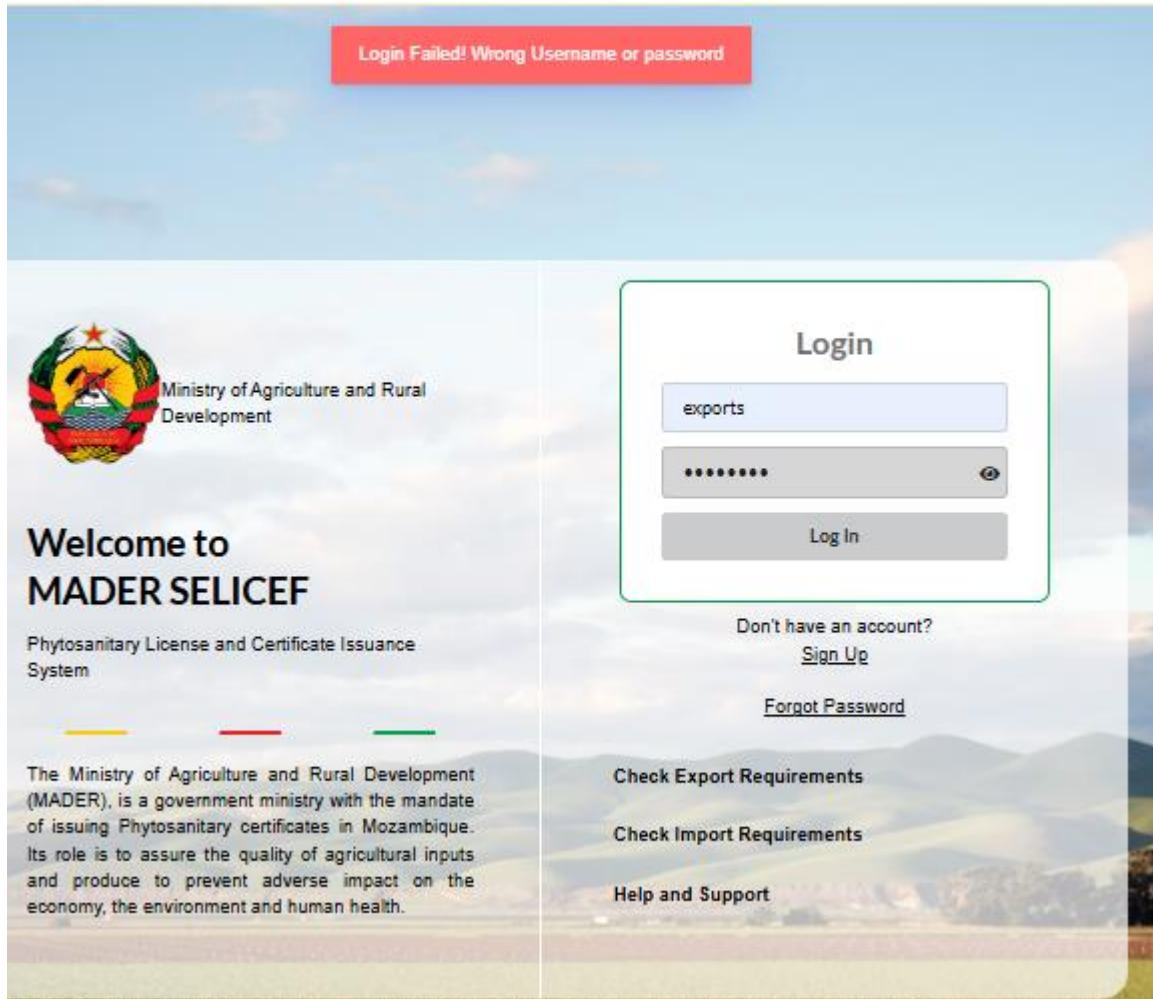 Login Failed! Wrong Username or password
Ministry of Agriculture and Rural
Development
Welcome to
MADER SELICEF
Phytosanitary License and Certificate Issuance
System
The Ministry of Agriculture and Rural Development
(MADER), is a government ministry with the mandate
of issuing Phytosanitary certificates in Mozambique.
Its role is to assure the quality of agricultural inputs
and produce to prevent adverse impact on the
economy, the environment and human health.
Login
exports
••••••••
Log In
Don't have an account?
Sign Up
Forgot Password
Check Export Requirements
Check Import Requirements
Help and Support